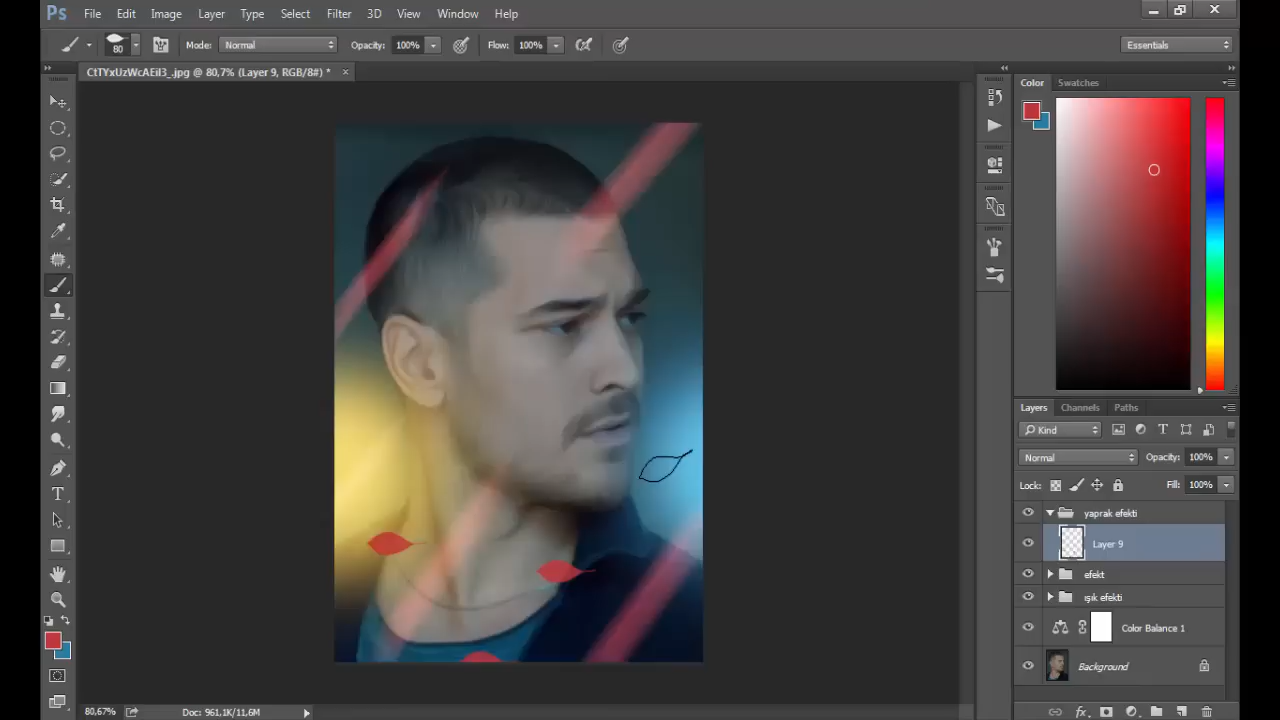 Ps File Edit Image Layer Type Select Filter 3D View Window Help
80 Mode: Normal Opacity: 100% Flow: 100% Essentials
CtTYxUzWcAEiI3_.jpg @ 80,7% (Layer 9, RGB/8#) *
Color Swatches
Layers Channels Paths
Kind
Normal Opacity: 100%
Lock: Fill: 100%
yaprak efekti
Layer 9
efekt
ışık efekti
Color Balance 1
Background
80,67% Doc: 961,1K/11,6M